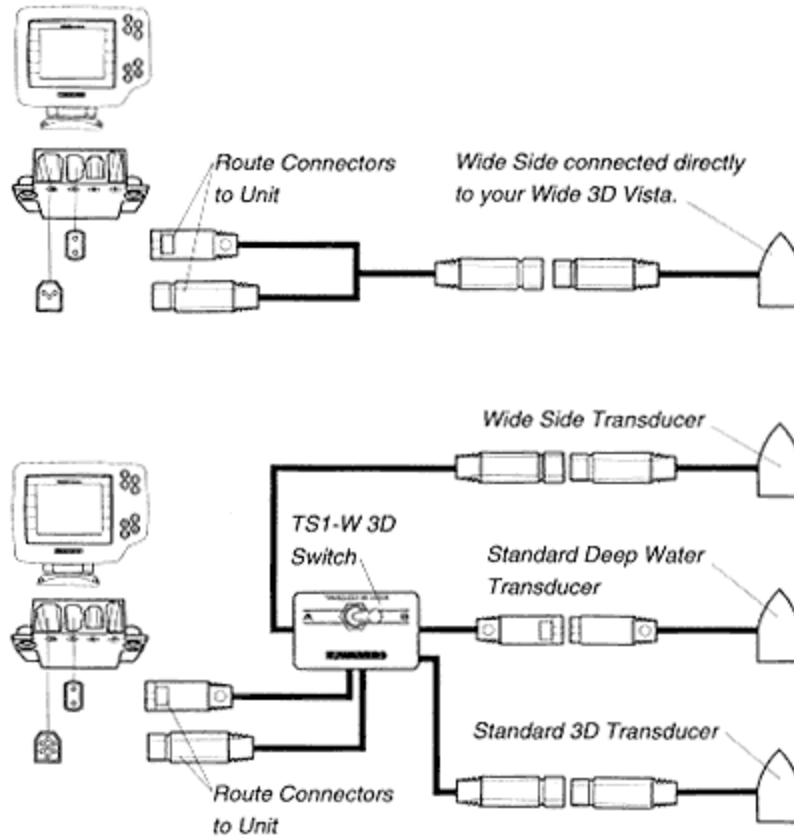 Route Connectors
to Unit
Wide Side connected directly
to your Wide 3D Vista.
Wide Side Transducer
TS1-W 3D
Switch
Standard Deep Water
Transducer
A
B
Standard 3D Transducer
Route Connectors
to Unit